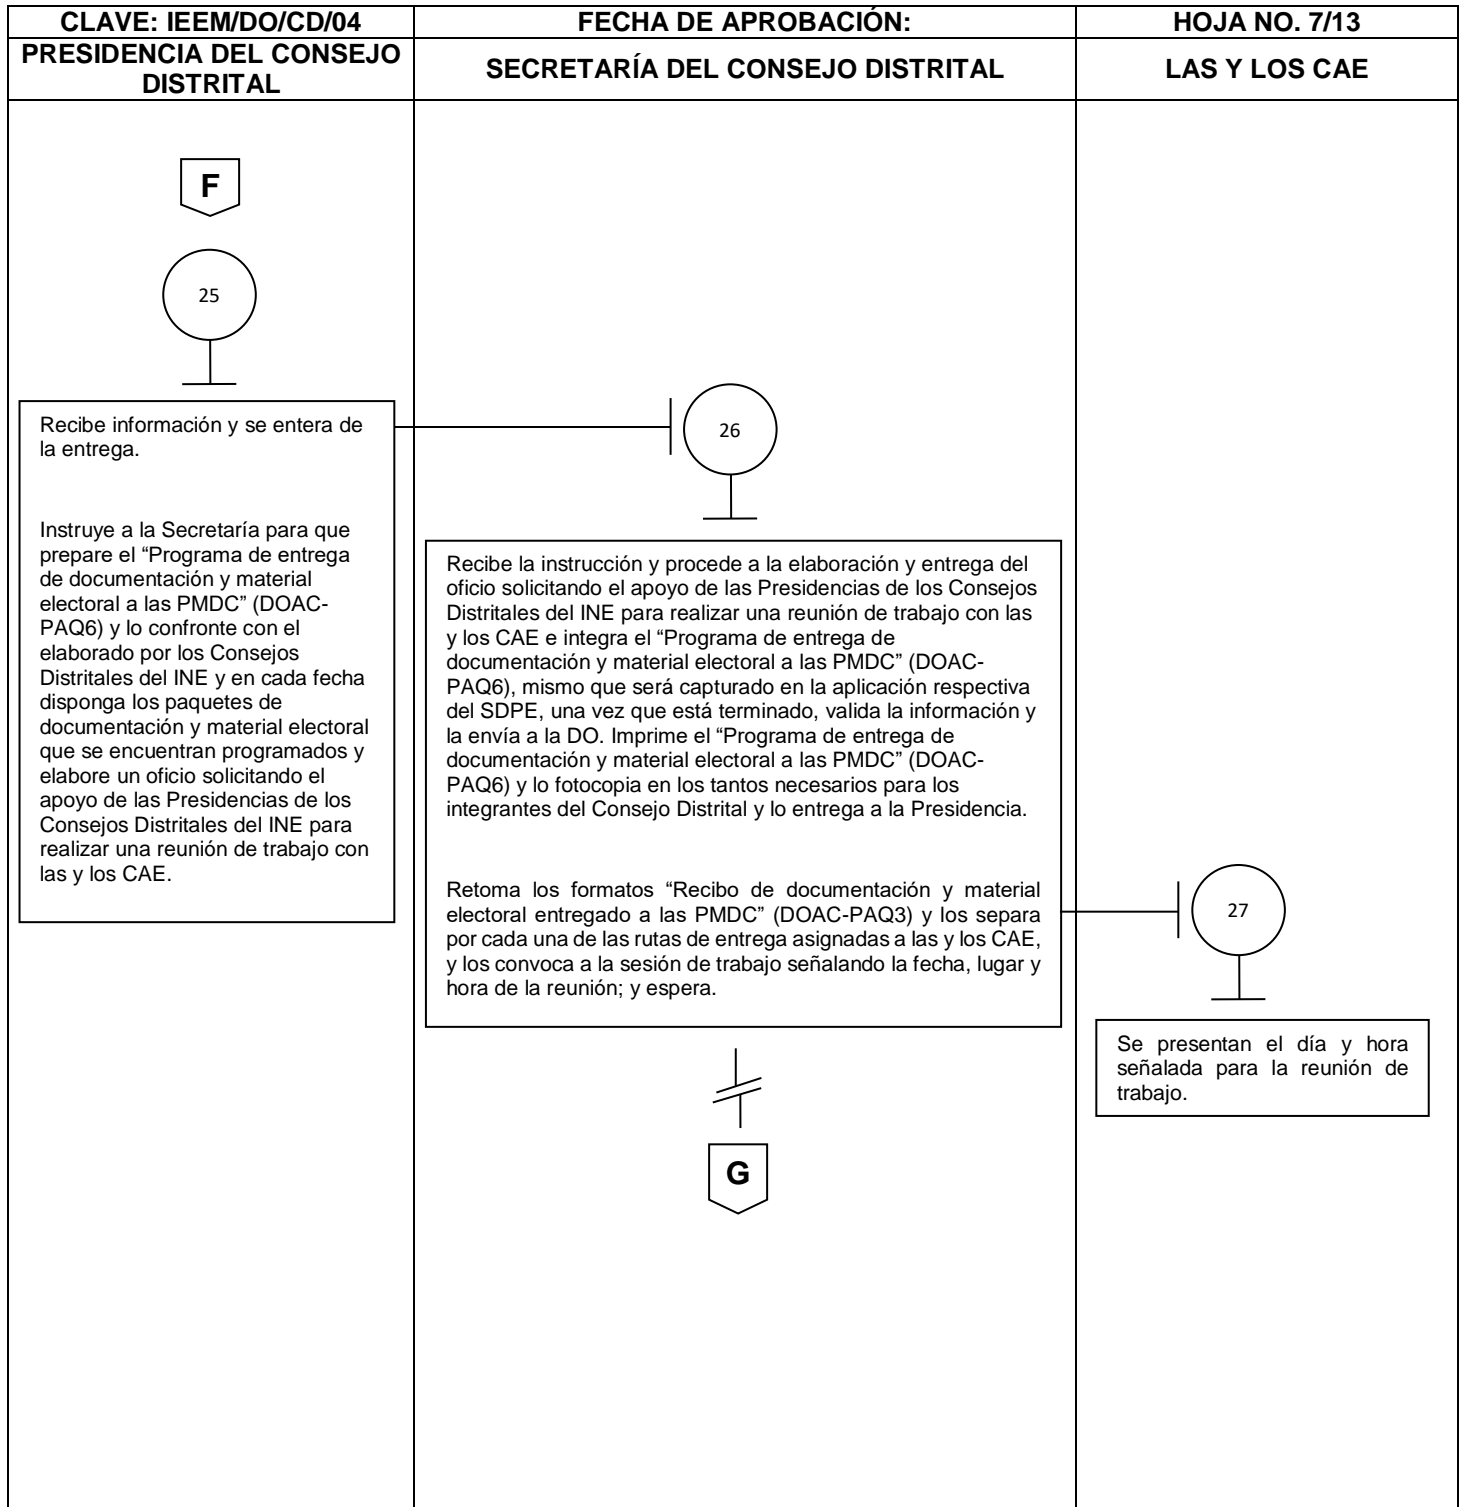 CLAVE: IEEM/DO/CD/04
FECHA DE APROBACIÓN:
HOJA NO. 7/13
PRESIDENCIA DEL CONSEJO
DISTRITAL
SECRETARÍA DEL CONSEJO DISTRITAL
LAS Y LOS CAE
F
25
Recibe información y se entera de
la entrega.
Instruye a la Secretaría para que
prepare el “Programa de entrega
de documentación y material
electoral a las PMDC” (DOAC-
PAQ6) y lo confronte con el
elaborado por los Consejos
Distritales del INE y en cada fecha
disponga los paquetes de
documentación y material electoral
que se encuentran programados y
elabore un oficio solicitando el
apoyo de las Presidencias de los
Consejos Distritales del INE para
realizar una reunión de trabajo con
las y los CAE.
26
Recibe la instrucción y procede a la elaboración y entrega del
oficio solicitando el apoyo de las Presidencias de los Consejos
Distritales del INE para realizar una reunión de trabajo con las
y los CAE e integra el “Programa de entrega de
documentación y material electoral a las PMDC” (DOAC-
PAQ6), mismo que será capturado en la aplicación respectiva
del SDPE, una vez que está terminado, valida la información y
la envía a la DO. Imprime el “Programa de entrega de
documentación y material electoral a las PMDC” (DOAC-
PAQ6) y lo fotocopia en los tantos necesarios para los
integrantes del Consejo Distrital y lo entrega a la Presidencia.
Retoma los formatos “Recibo de documentación y material
electoral entregado a las PMDC” (DOAC-PAQ3) y los separa
por cada una de las rutas de entrega asignadas a las y los CAE,
y los convoca a la sesión de trabajo señalando la fecha, lugar y
hora de la reunión; y espera.
27
Se presentan el día y hora
señalada para la reunión de
trabajo.
G